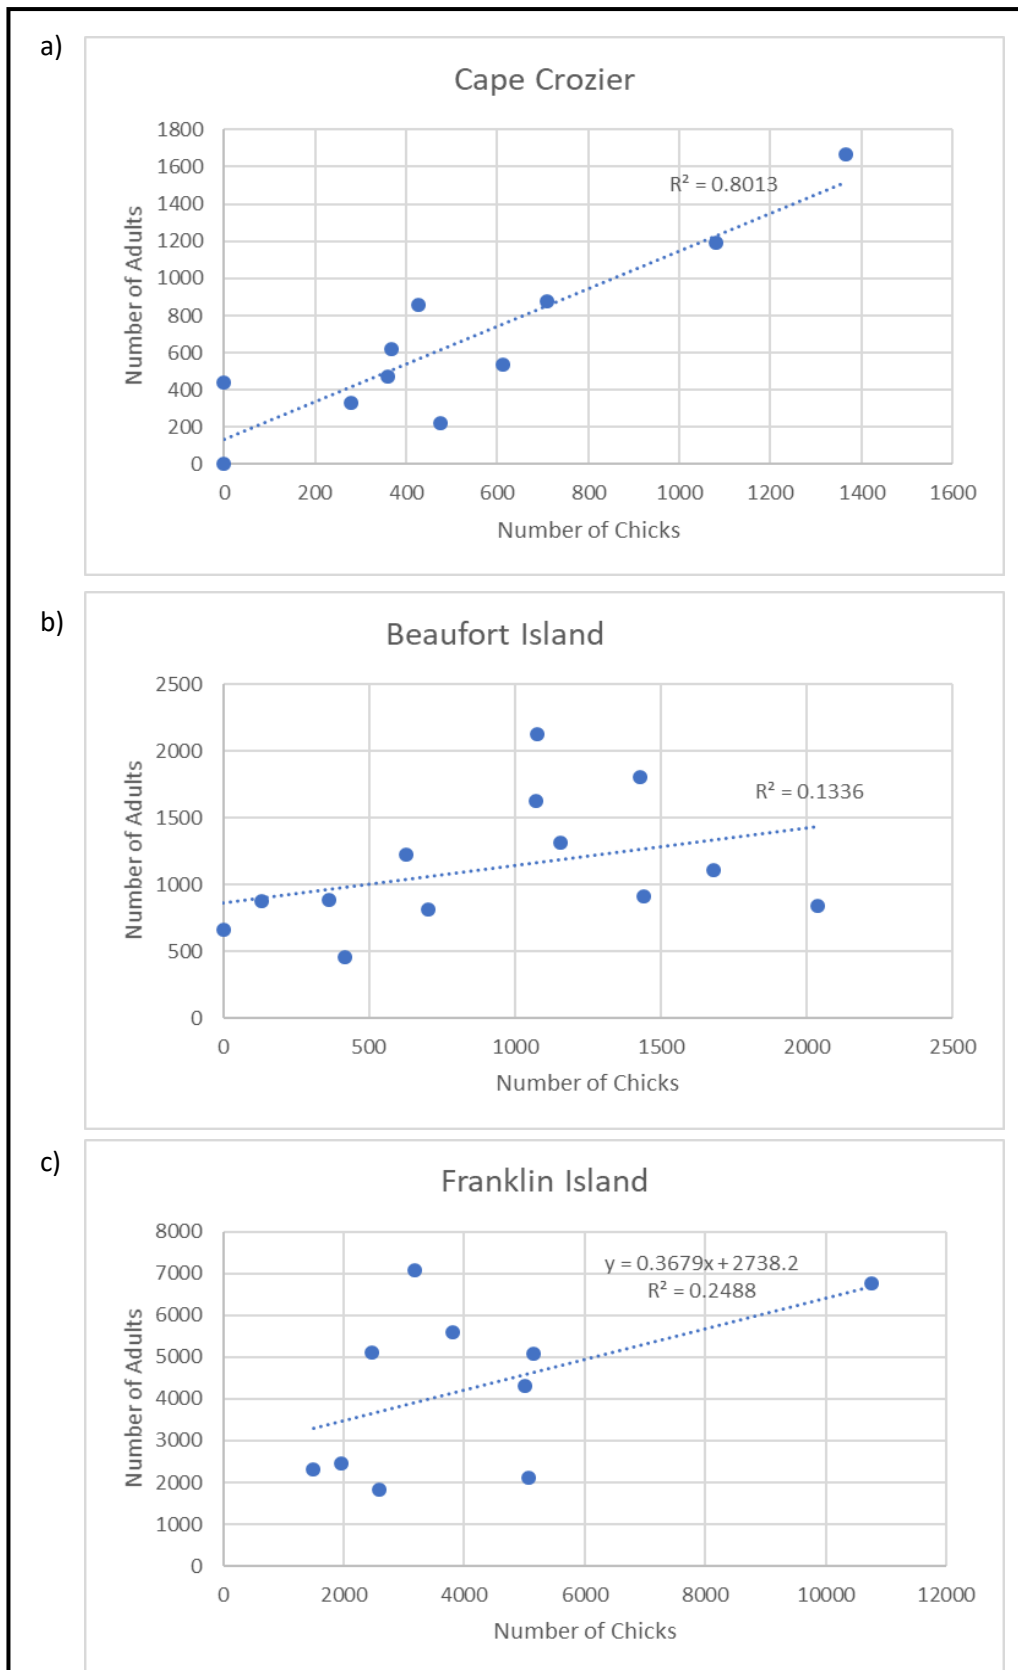 a)
Cape Crozier
1800
1600
1400
1200
1000
800
600
400
200
0
Number of Adults
R² = 0.8013
0 200 400 600 800 1000 1200 1400 1600
Number of Chicks
b)
Beaufort Island
2500
2000
1500
1000
500
0
Number of Adults
R² = 0.1336
0 500 1000 1500 2000 2500
Number of Chicks
c)
Franklin Island
8000
7000
6000
5000
4000
3000
2000
1000
0
Number of Adults
y = 0.3679x + 2738.2
R² = 0.2488
0 2000 4000 6000 8000 10000 12000
Number of Chicks